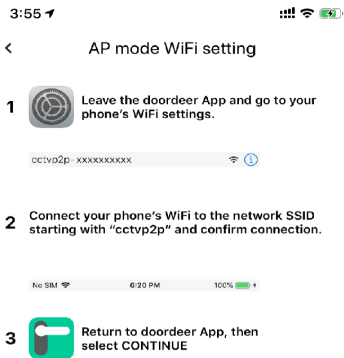 3:55
AP mode WiFi setting
1
Leave the doordeer App and go to your
phone's WiFi settings.
cctvp2p-xxxxxxxxxx
2
Connect your phone's WiFi to the network SSID
starting with “cctvp2p” and confirm connection.
No SIM 6:20 PM 100%
3
Return to doordeer App, then
select CONTINUE